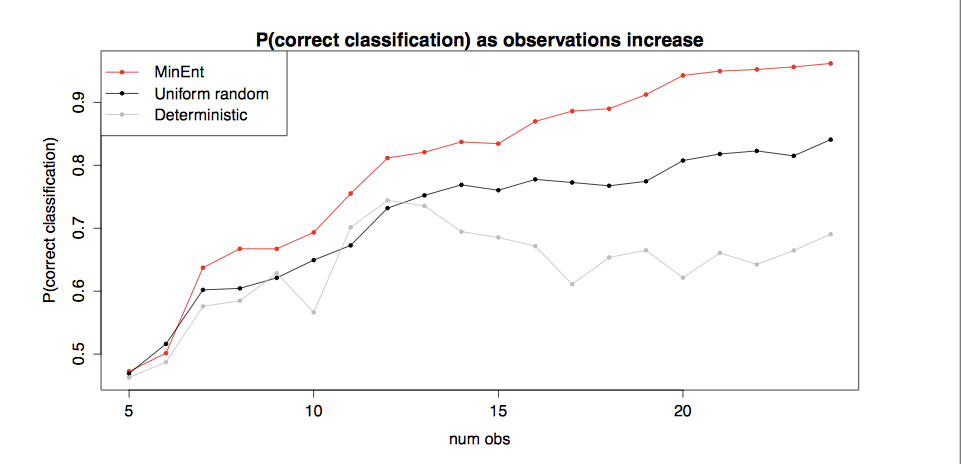 P(correct classification) as observations increase
MinEnt
Uniform random
Deterministic
P(correct classification)
0.9
0.8
0.7
0.6
0.5
5 10 15 20
num obs